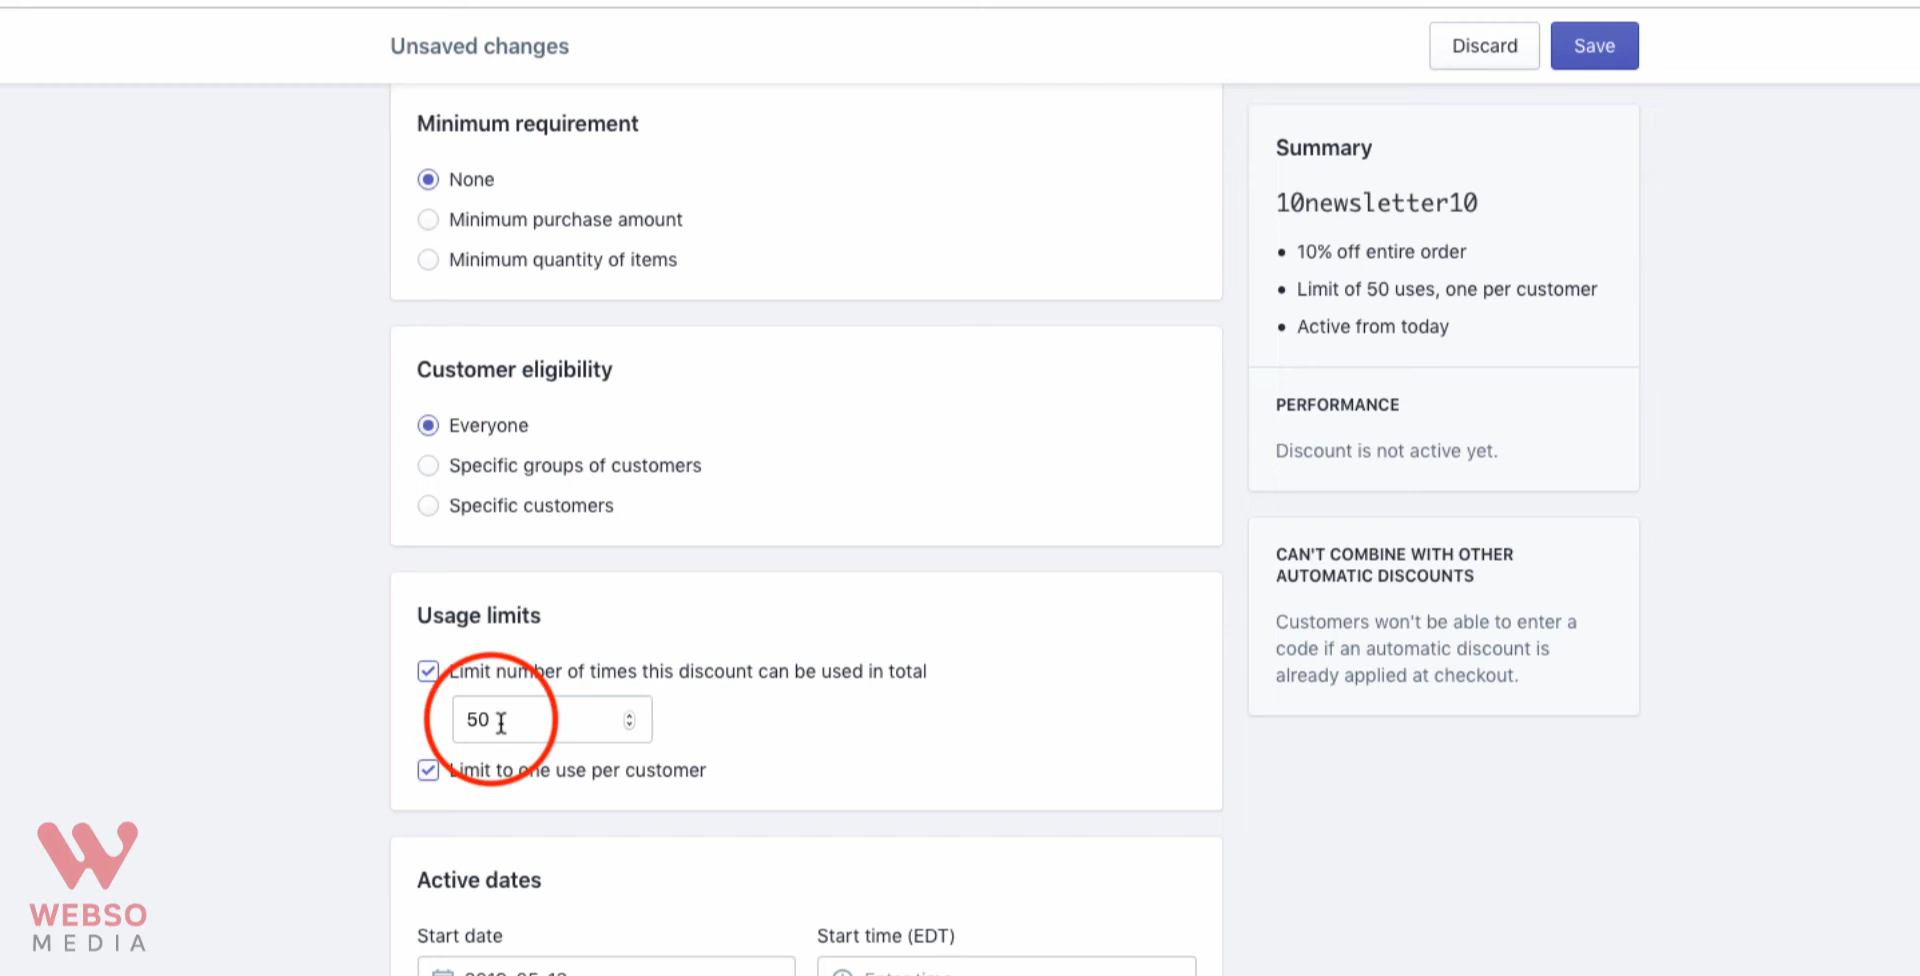 Unsaved changes
Discard
Save
Minimum requirement
None
Minimum purchase amount
Minimum quantity of items
Customer eligibility
Everyone
Specific groups of customers
Specific customers
Usage limits
Limit number of times this discount can be used in total
50
Limit to one use per customer
Active dates
Start date
Start time (EDT)
Summary
10newsletter10
• 10% off entire order
• Limit of 50 uses, one per customer
• Active from today
PERFORMANCE
Discount is not active yet.
CAN'T COMBINE WITH OTHER
AUTOMATIC DISCOUNTS
Customers won't be able to enter a
code if an automatic discount is
already applied at checkout.
WEBSO
MEDIA